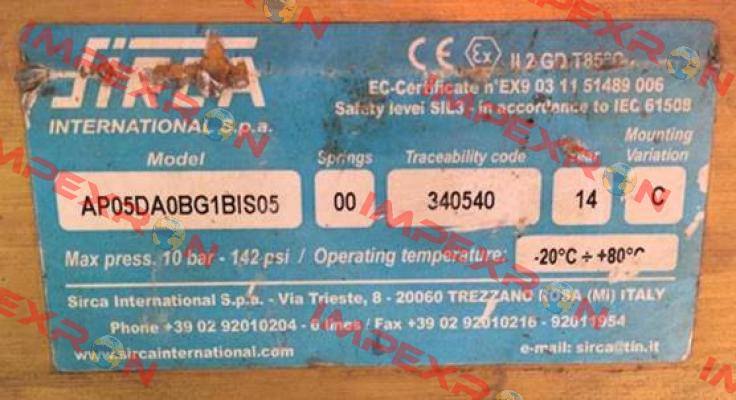 SIRCA
INTERNATIONAL S.p.a.
CE Ex II 2 GD T85°C
EC-Certificate n°EX9 03 11 51489 006
Safety level SIL3, in accordance to IEC 61508
Model Springs Traceability code Year Mounting Variation
AP05DA0BG1BIS05 00 340540 14 C
Max press. 10 bar - 142 psi / Operating temperature: -20°C ÷ +80°C
Sirca International S.p.a. - Via Trieste, 8 - 20060 TREZZANO ROSA (MI) ITALY
Phone +39 02 92010204 - 6 lines / Fax +39 02 92010216 - 92011954
www.sircainternational.com e-mail: sirca@tin.it
IMPEXRON